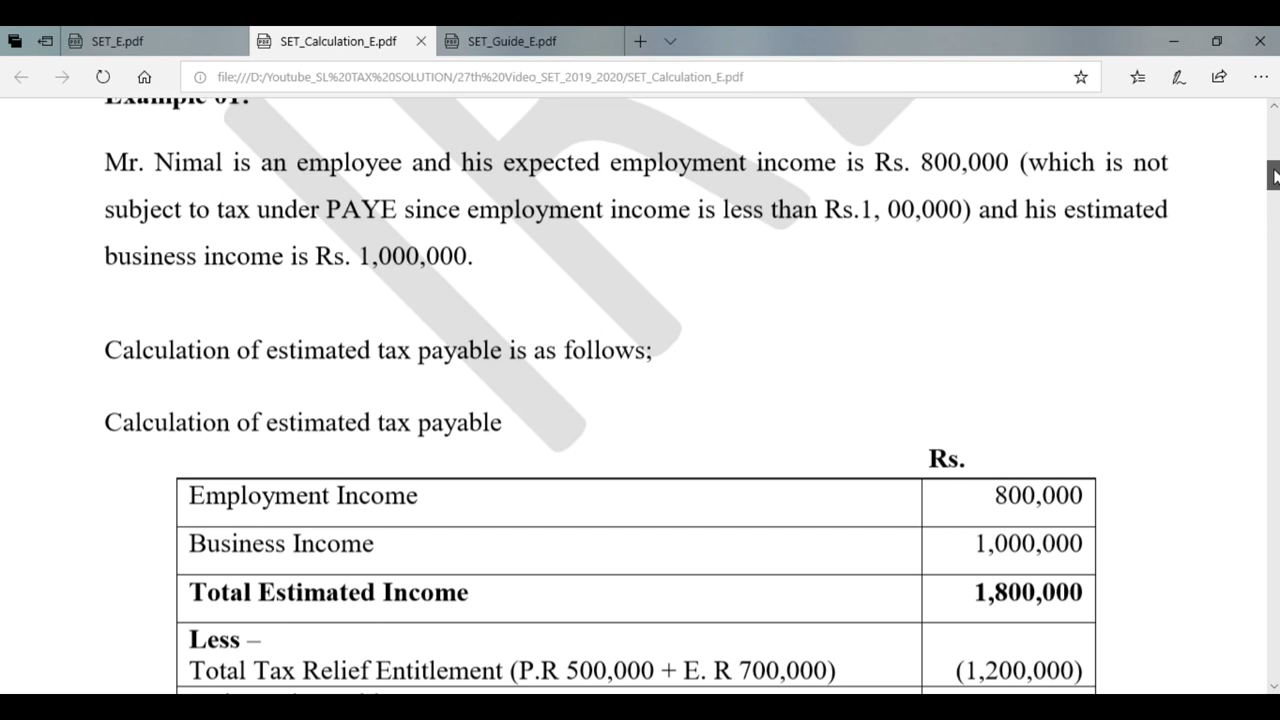 SET_E.pdf
SET_Calculation_E.pdf
SET_Guide_E.pdf
file:///D:/Youtube_SL%20TAX%20SOLUTION/27th%20Video_SET_2019_2020/SET_Calculation_E.pdf
Example 01:
Mr. Nimal is an employee and his expected employment income is Rs. 800,000 (which is not
subject to tax under PAYE since employment income is less than Rs.1, 00,000) and his estimated
business income is Rs. 1,000,000.
Calculation of estimated tax payable is as follows;
Calculation of estimated tax payable
Rs.
Employment Income 800,000
Business Income 1,000,000
Total Estimated Income 1,800,000
Less –
Total Tax Relief Entitlement (P.R 500,000 + E. R 700,000) (1,200,000)